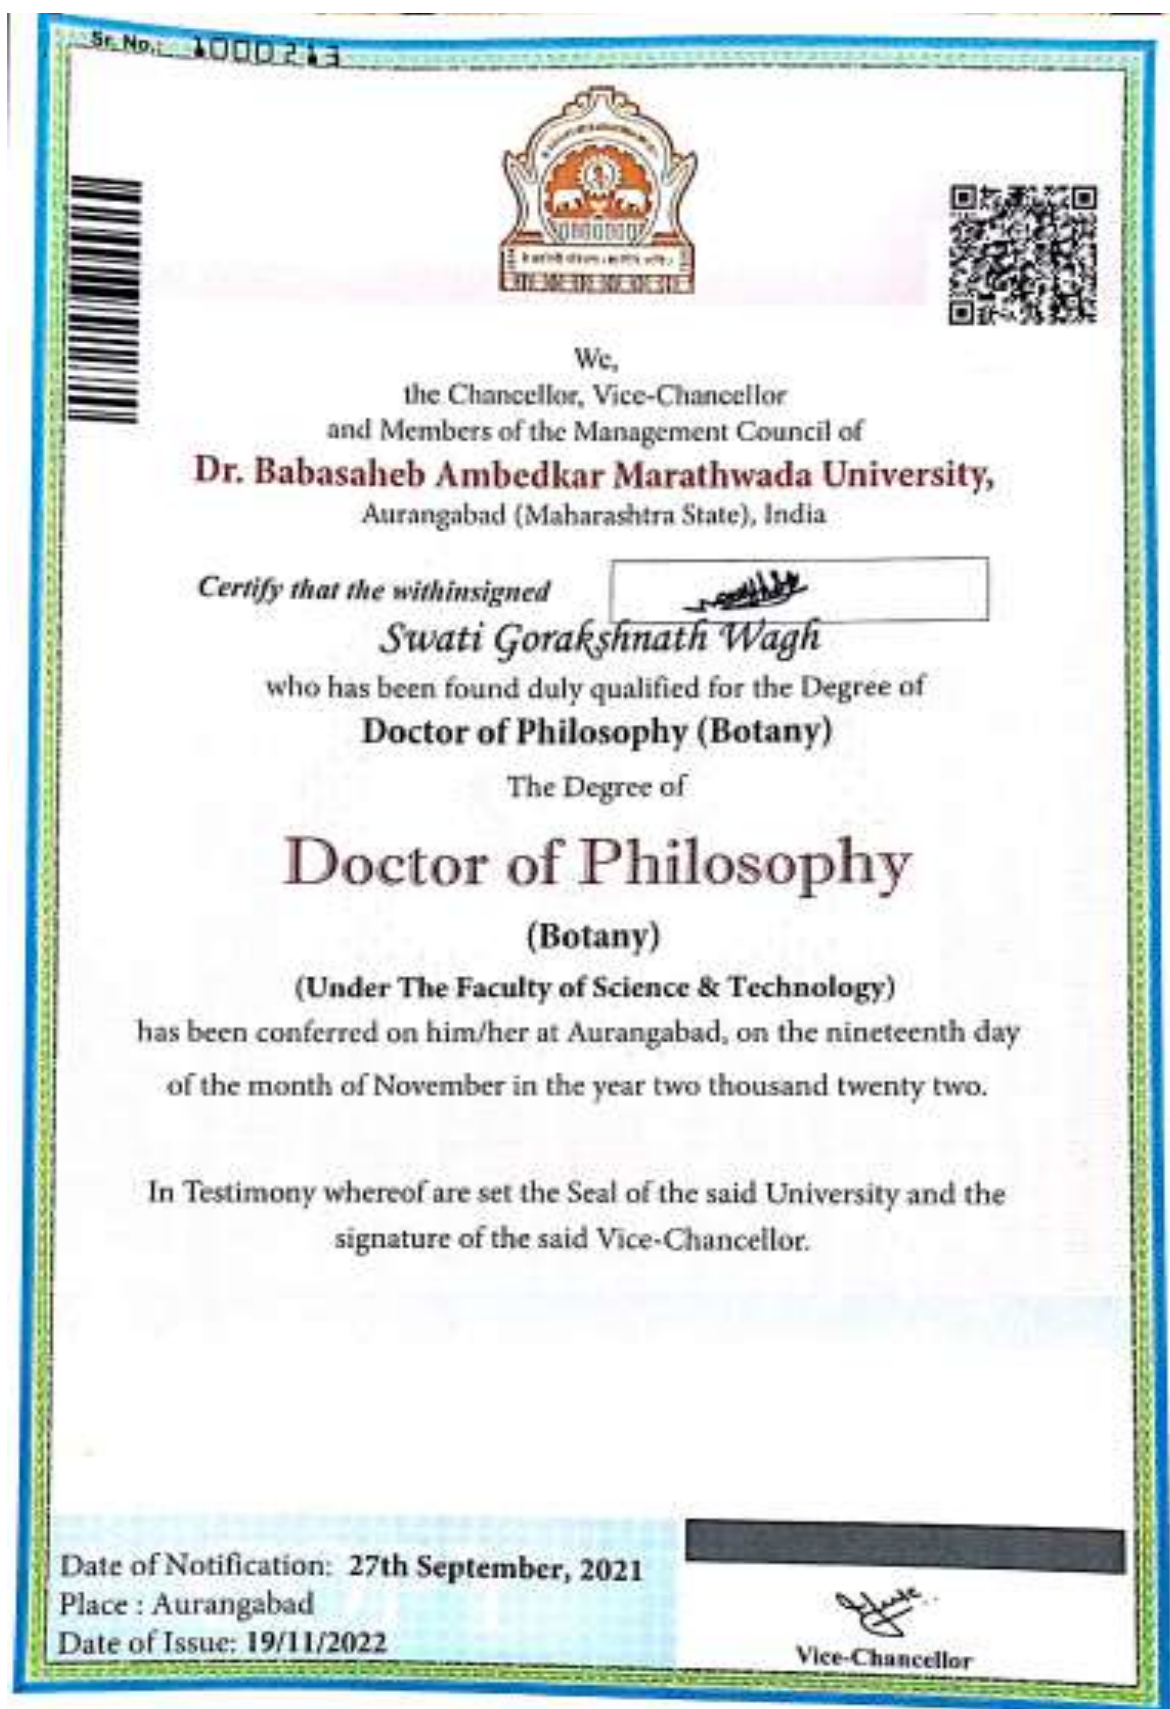 Sr. No.: 1000213
We,
the Chancellor, Vice-Chancellor
and Members of the Management Council of
Dr. Babasaheb Ambedkar Marathwada University,
Aurangabad (Maharashtra State), India
Certify that the withinsigned
Swati Gorakshnath Wagh
who has been found duly qualified for the Degree of
Doctor of Philosophy (Botany)
The Degree of
Doctor of Philosophy
(Botany)
(Under The Faculty of Science & Technology)
has been conferred on him/her at Aurangabad, on the nineteenth day
of the month of November in the year two thousand twenty two.
In Testimony whereof are set the Seal of the said University and the
signature of the said Vice-Chancellor.
Date of Notification: 27th September, 2021
Place : Aurangabad
Date of Issue: 19/11/2022
Vice-Chancellor